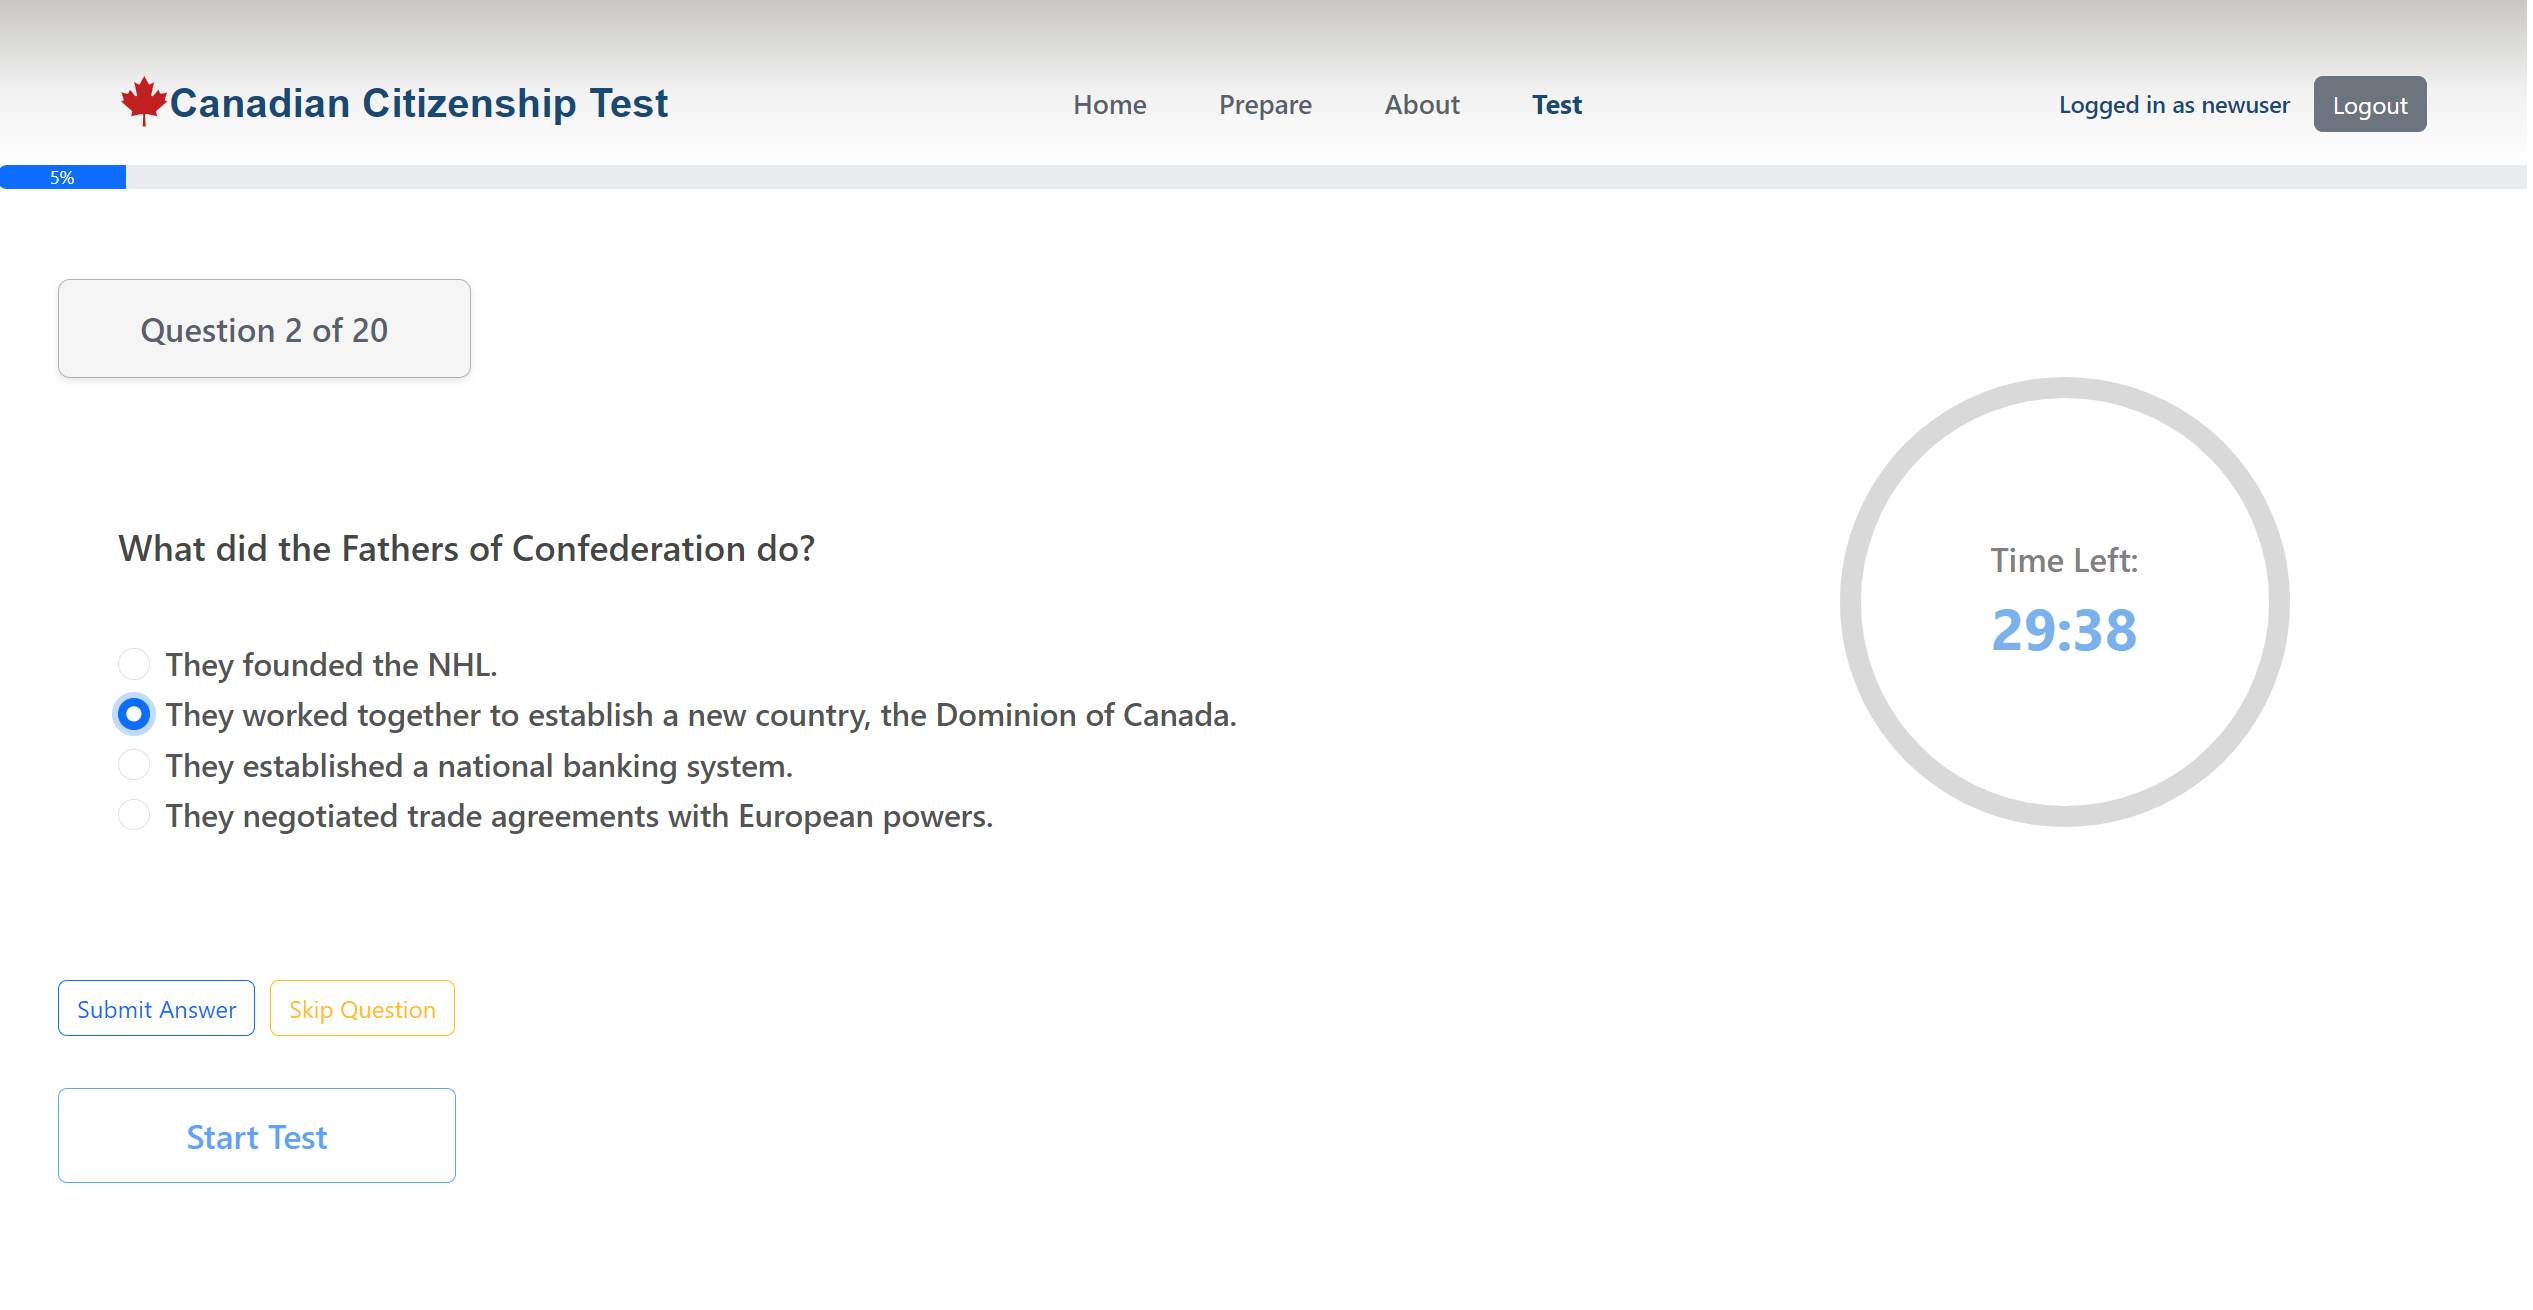 Canadian Citizenship Test
Home
Prepare
About
Test
Logged in as newuser
Logout
5%
Question 2 of 20
What did the Fathers of Confederation do?
They founded the NHL.
They worked together to establish a new country, the Dominion of Canada.
They established a national banking system.
They negotiated trade agreements with European powers.
Time Left:
29:38
Submit Answer
Skip Question
Start Test